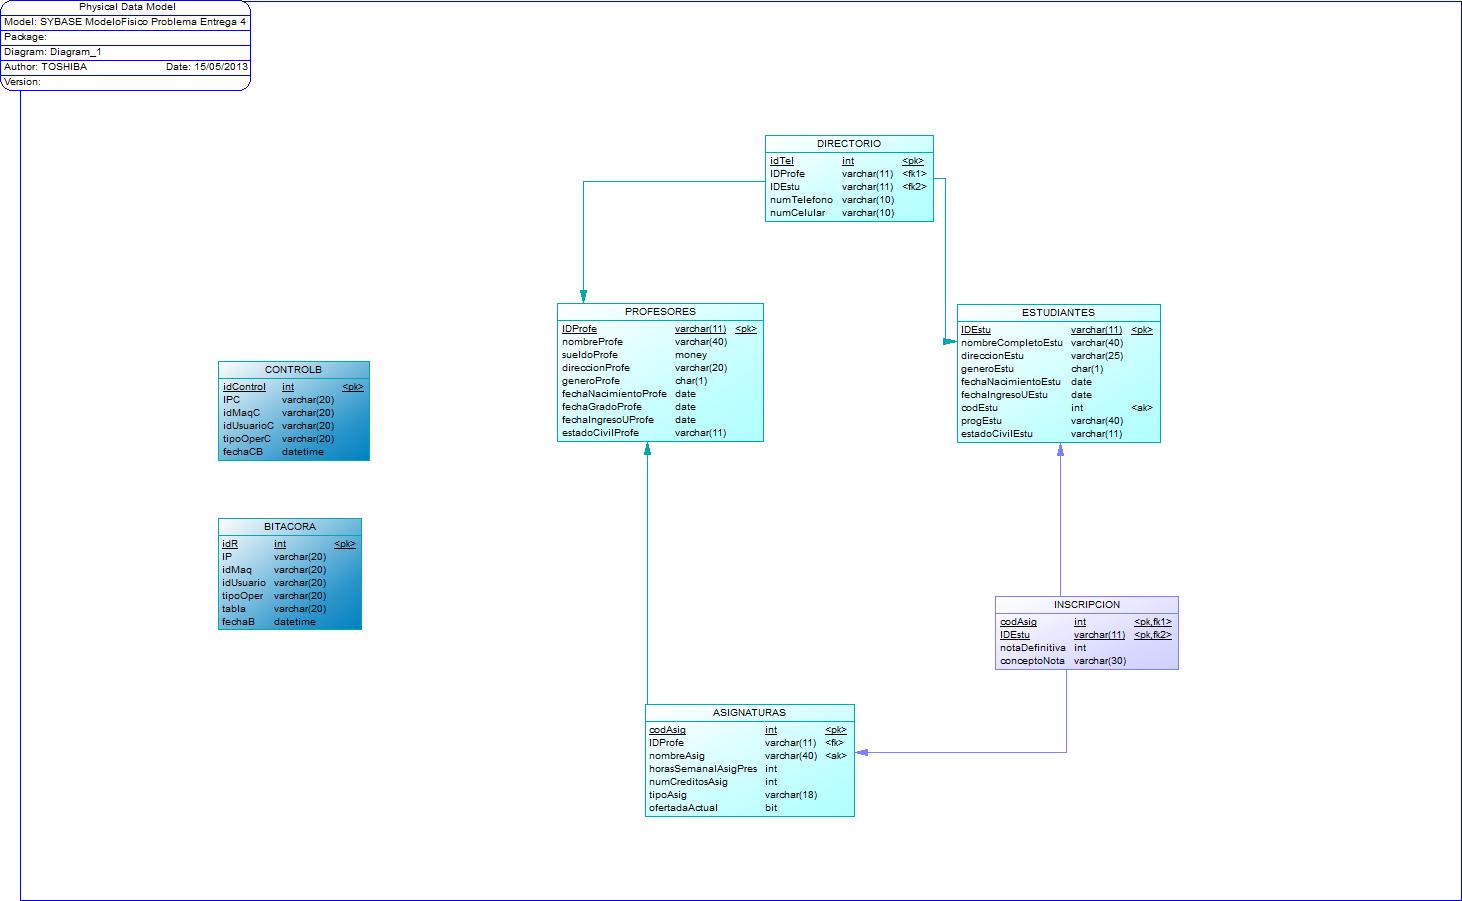 Physical Data Model
Model: SYBASE ModeloFisico Problema Entrega 4
Package:
Diagram: Diagram_1
Author: TOSHIBA Date: 15/05/2013
Version:
DIRECTORIO
idTel int <pk>
IDProfe varchar(11) <fk1>
IDEstu varchar(11) <fk2>
numTelefono varchar(10)
numCelular varchar(10)
PROFESORES
IDProfe varchar(11) <pk>
nombreProfe varchar(40)
sueldoProfe money
direccionProfe varchar(20)
generoProfe char(1)
fechaNacimientoProfe date
fechaGradoProfe date
fechaIngresoUProfe date
estadoCivilProfe varchar(11)
ESTUDIANTES
IDEstu varchar(11) <pk>
nombreCompletoEstu varchar(40)
direccionEstu varchar(25)
generoEstu char(1)
fechaNacimientoEstu date
fechaIngresoUEstu date
codEstu int <ak>
progEstu varchar(40)
estadoCivilEstu varchar(11)
CONTROLB
idControl int <pk>
IPC varchar(20)
idMaqC varchar(20)
idUsuarioC varchar(20)
tipoOperC varchar(20)
fechaCB datetime
BITACORA
idR int <pk>
IP varchar(20)
idMaq varchar(20)
idUsuario varchar(20)
tipoOper varchar(20)
tabla varchar(20)
fechaB datetime
INSCRIPCION
codAsig int <pk,fk1>
IDEstu varchar(11) <pk,fk2>
notaDefinitiva int
conceptoNota varchar(30)
ASIGNATURAS
codAsig int <pk>
IDProfe varchar(11) <fk>
nombreAsig varchar(40) <ak>
horasSemanalAsigPres int
numCreditosAsig int
tipoAsig varchar(18)
ofertadaActual bit